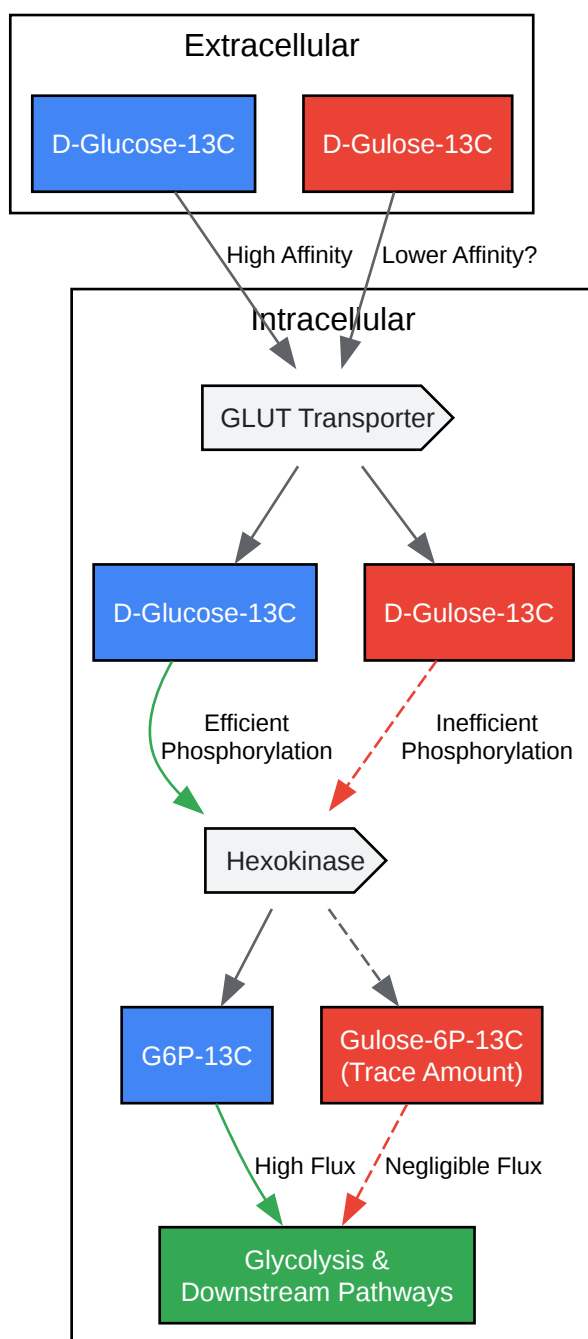 Extracellular
D-Glucose-13C
D-Gulose-13C
High Affinity
Lower Affinity?
Intracellular
GLUT Transporter
D-Glucose-13C
D-Gulose-13C
Efficient
Phosphorylation
Inefficient
Phosphorylation
Hexokinase
G6P-13C
Gulose-6P-13C
(Trace Amount)
High Flux
Negligible Flux
Glycolysis &
Downstream Pathways